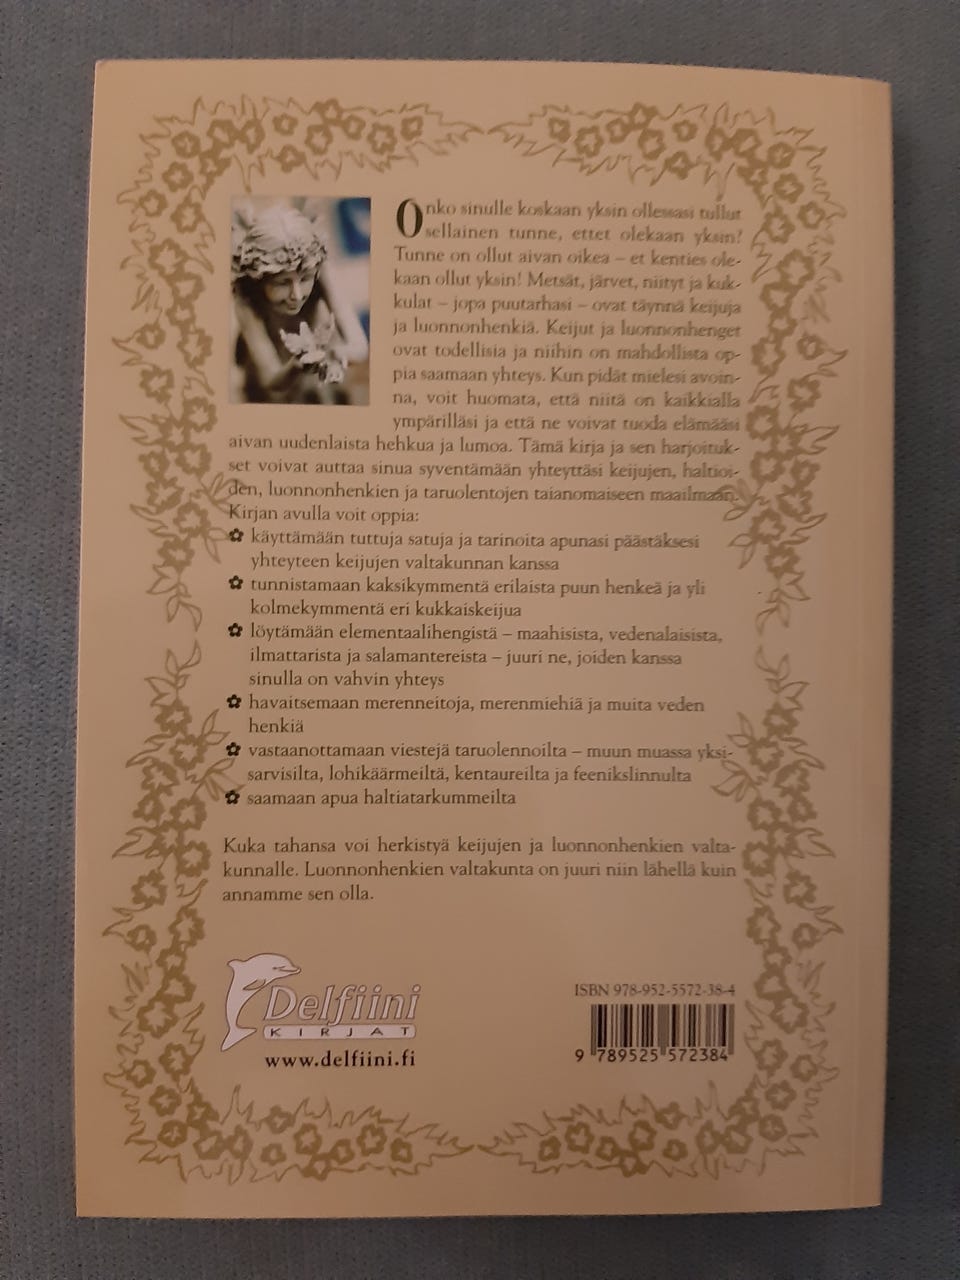 Onko sinulle koskaan yksin ollessasi tullut
sellainen tunne, ettet olekaan yksin?
Tunne on ollut aivan oikea – et kenties ole-
kaan ollut yksin! Metsät, järvet, niityt ja kuk-
kulat – jopa puutarhasi – ovat täynnä keijuja
ja luonnonhenkiä. Keijut ja luonnonhenget
ovat todellisia ja niihin on mahdollista op-
pia saamaan yhteys. Kun pidät mielesi avoin-
na, voit huomata, että niitä on kaikkialla
ympärilläsi ja että ne voivat tuoda elämääsi
aivan uudenlaista hehkua ja lumoa. Tämä kirja ja sen harjoituk-
set voivat auttaa sinua syventämään yhteyttäsi keijujen, haltioi-
den, luonnonhenkien ja taruolentojen taianomaiseen maailmaan.
Kirjan avulla voit oppia:
✿ käyttämään tuttuja satuja ja tarinoita apunasi päästäksesi
yhteyteen keijujen valtakunnan kanssa
✿ tunnistamaan kaksikymmentä erilaista puun henkeä ja yli
kolmekymmentä eri kukkaiskeijua
✿ löytämään elementaalihengistä – maahisista, vedenalaisista,
ilmattarista ja salamantereista – juuri ne, joiden kanssa
sinulla on vahvin yhteys
✿ havaitsemaan merenneitoja, merenmiehiä ja muita veden
henkiä
✿ vastaanottamaan viestejä taruolennoilta – muun muassa yksi-
sarvisilta, lohikäärmeiltä, kentaureilta ja feenikslinnulta
✿ saamaan apua haltiatarkummeilta
Kuka tahansa voi herkistyä keijujen ja luonnonhenkien valta-
kunnalle. Luonnonhenkien valtakunta on juuri niin lähellä kuin
annamme sen olla.
Delfiini
KIRJAT
www.delfiini.fi
ISBN 978-952-5572-38-4
9 789525 572384